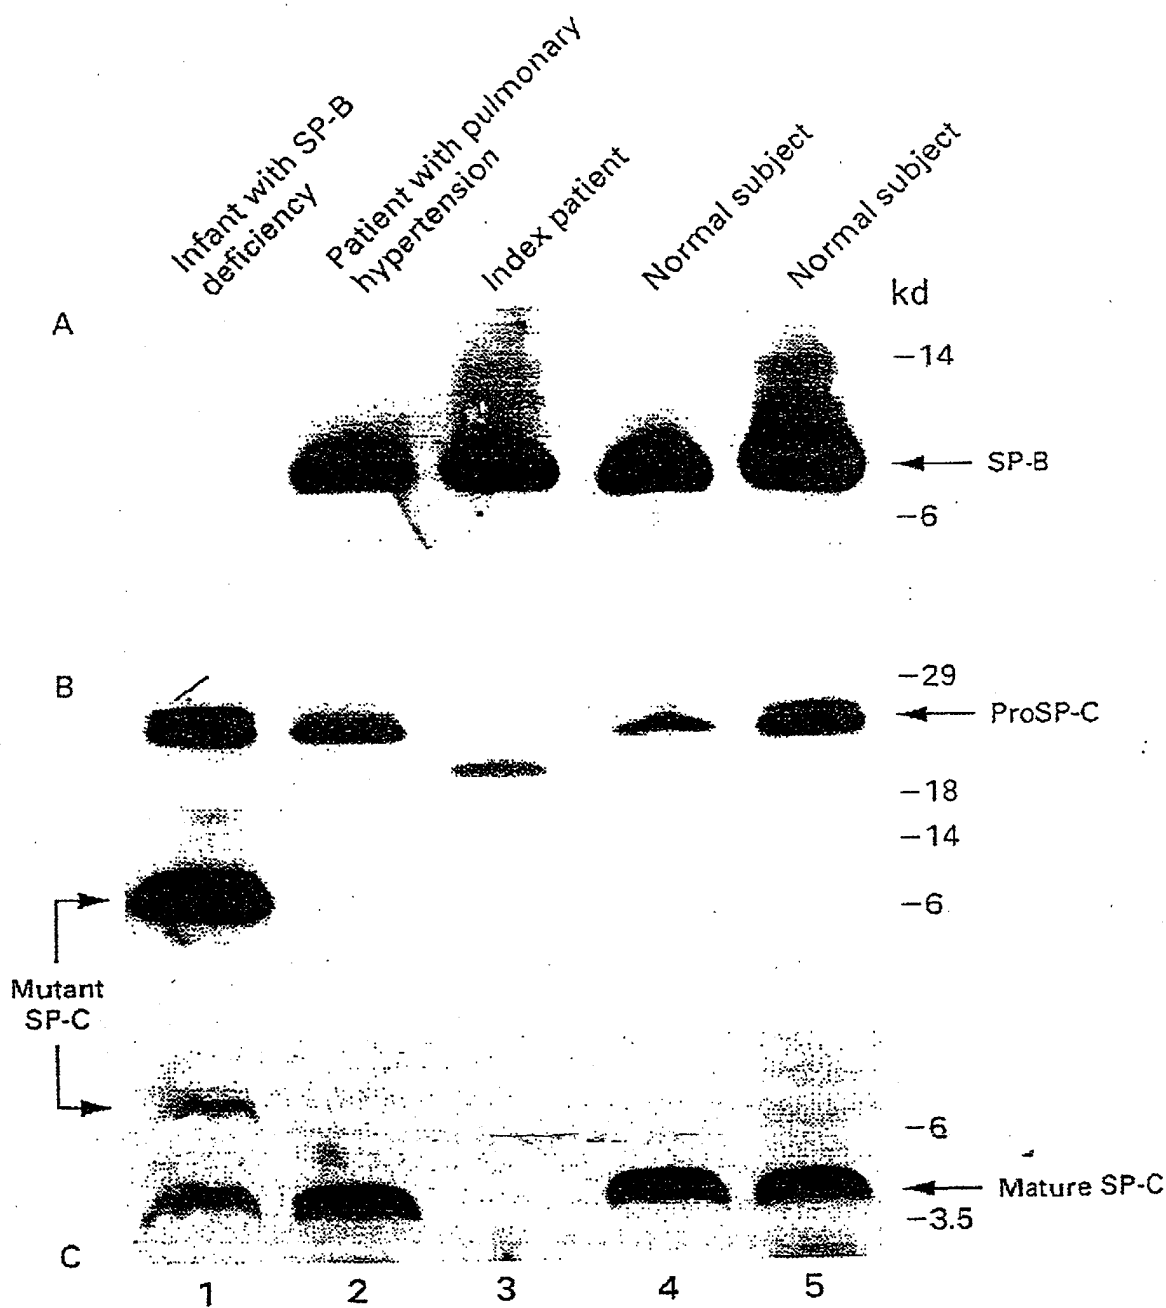 Infant with SP-B
deficiency
Patient with pulmonary
hypertension
Index patient
Normal subject
Normal subject
kd
A
–14
SP-B
–6
B
–29
ProSP-C
–18
–14
–6
Mutant
SP-C
–6
Mature SP-C
–3.5
C
1 2 3 4 5